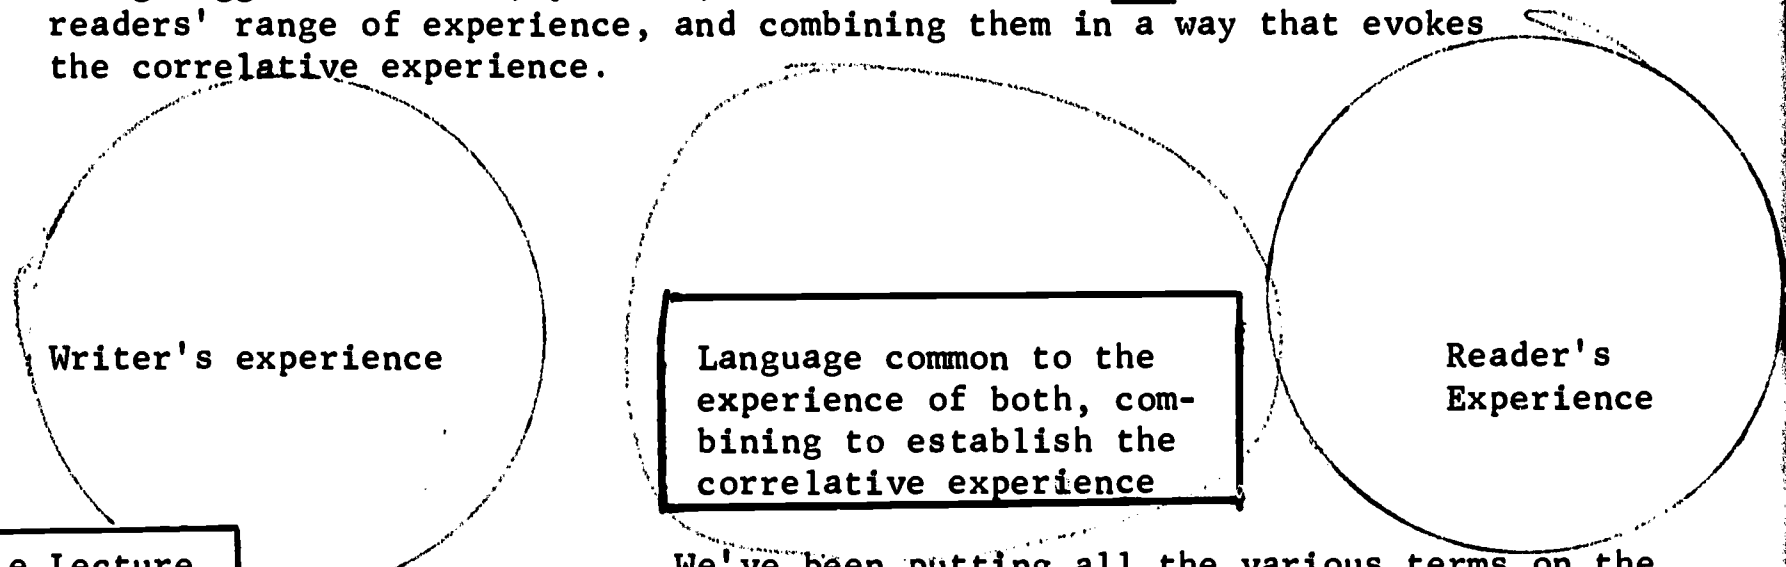 readers' range of experience, and combining them in a way that evokes
the correlative experience.
Writer's experience
Language common to the
experience of both, com-
bining to establish the
correlative experience
Reader's
Experience
e Lecture
We've been putting all the various terms on the